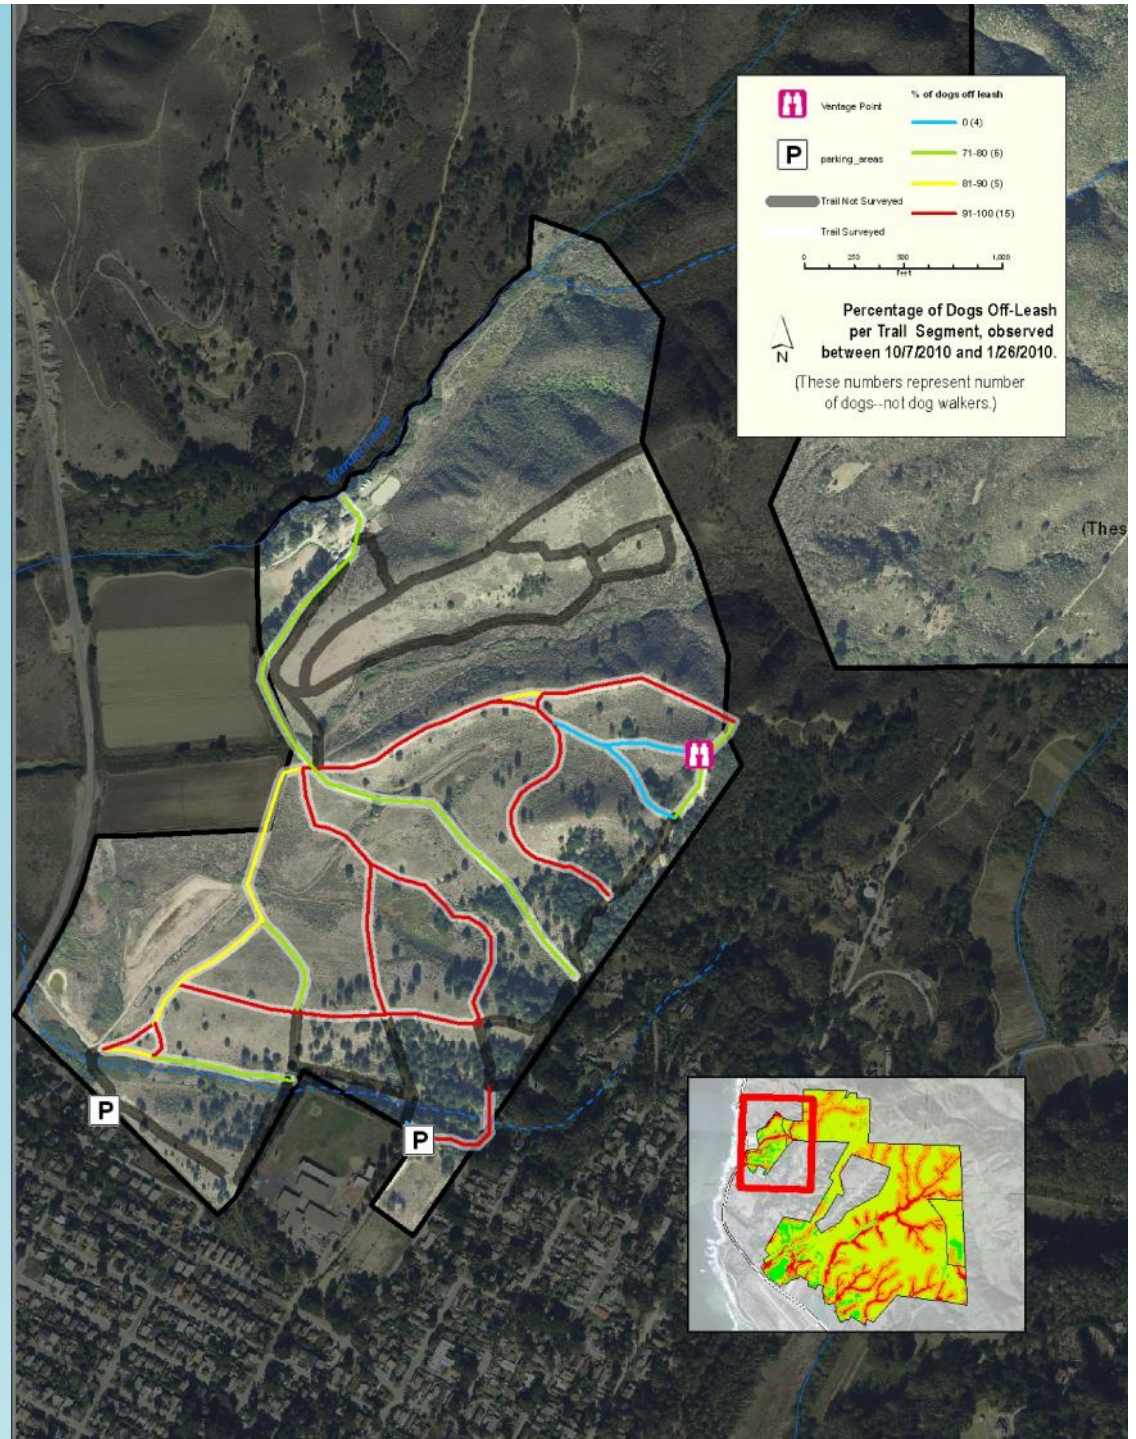 % of dogs off leash
Vantage Point
0 (4)
P
parking_areas
71-80 (6)
81-90 (5)
Trail Not Surveyed
91-100 (15)
Trail Surveyed
0 250 500 1,000
Feet
N
Percentage of Dogs Off-Leash
per Trail Segment, observed
between 10/7/2010 and 1/26/2010.
(These numbers represent number
of dogs--not dog walkers.)
(Thes
Creek
P
P